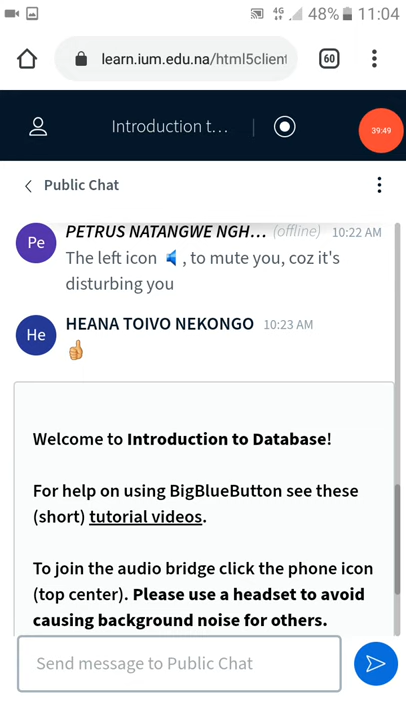 4G 48% 11:04
learn.ium.edu.na/html5client 60
Introduction t...
39:49
Public Chat
Pe PETRUS NATANGWE NGH... (offline) 10:22 AM
The left icon 🔈, to mute you, coz it's
disturbing you
He HEANA TOIVO NEKONGO 10:23 AM
👍
Welcome to Introduction to Database!
For help on using BigBlueButton see these
(short) tutorial videos.
To join the audio bridge click the phone icon
(top center). Please use a headset to avoid
causing background noise for others.
Send message to Public Chat